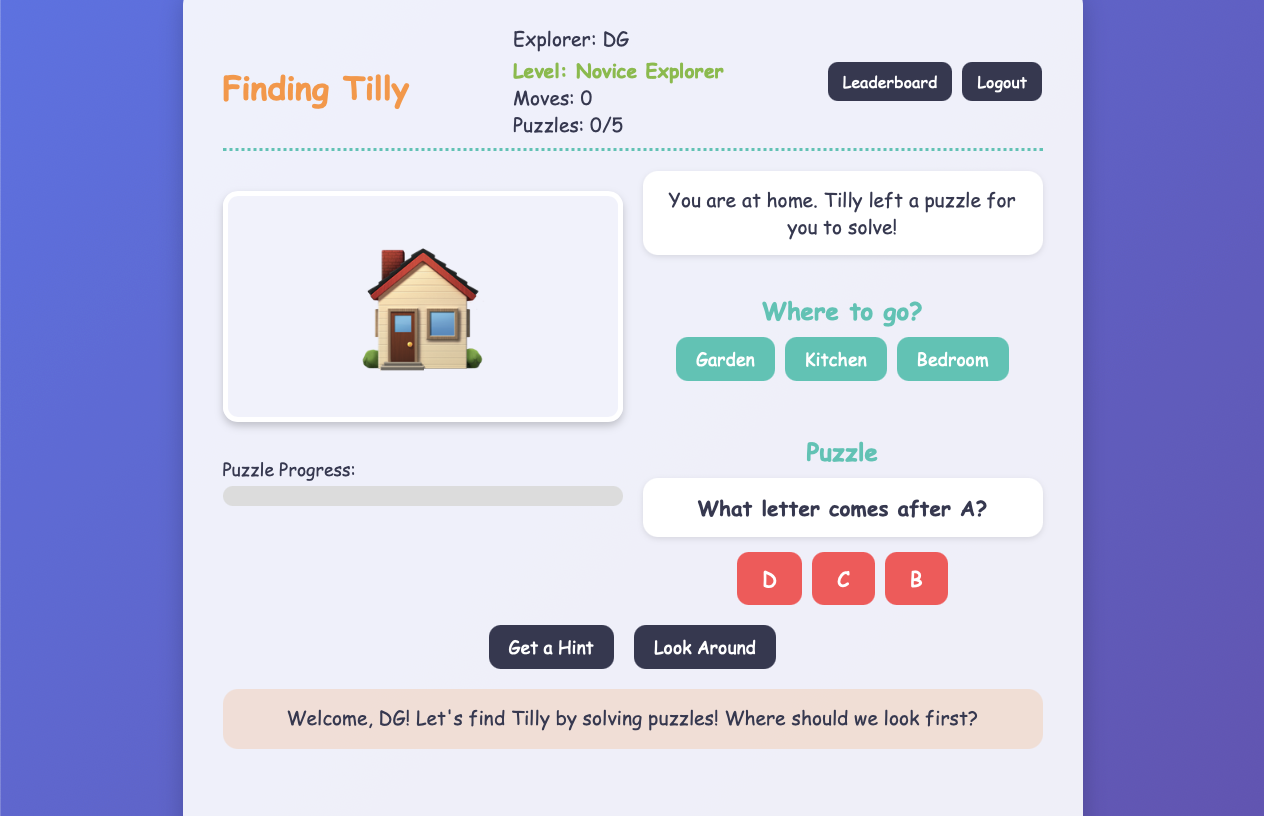 Finding Tilly
Explorer: DG
Level: Novice Explorer
Moves: 0
Puzzles: 0/5
Leaderboard
Logout
You are at home. Tilly left a puzzle for
you to solve!
Where to go?
Garden
Kitchen
Bedroom
Puzzle Progress:
Puzzle
What letter comes after A?
D
C
B
Get a Hint
Look Around
Welcome, DG! Let's find Tilly by solving puzzles! Where should we look first?